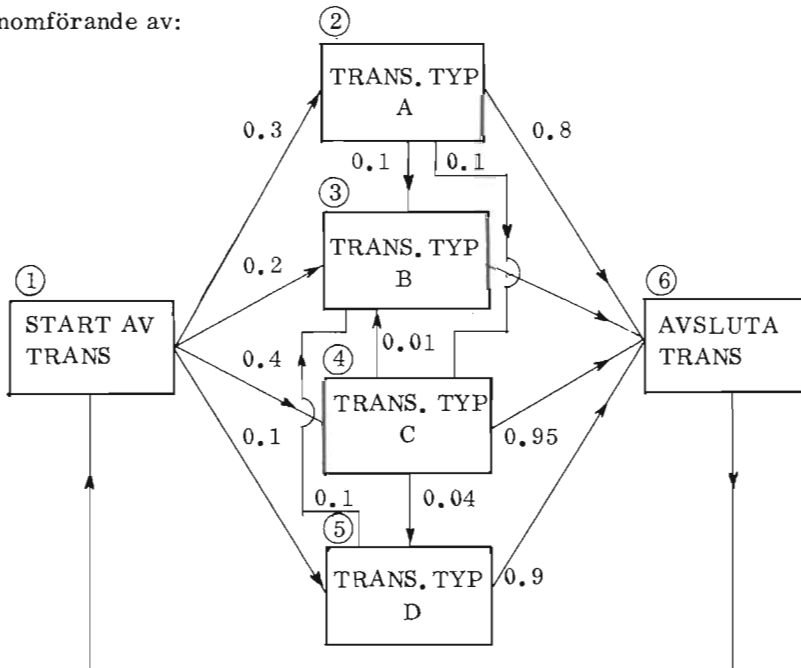 nomförande av:
②
TRANS. TYP
A
0.3
0.8
0.1
0.1
③
TRANS. TYP
B
0.2
①
START AV
TRANS
⑥
AVSLUTA
TRANS
0.01
0.4
④
TRANS. TYP
C
0.1
0.95
0.1
0.04
⑤
TRANS. TYP
D
0.9